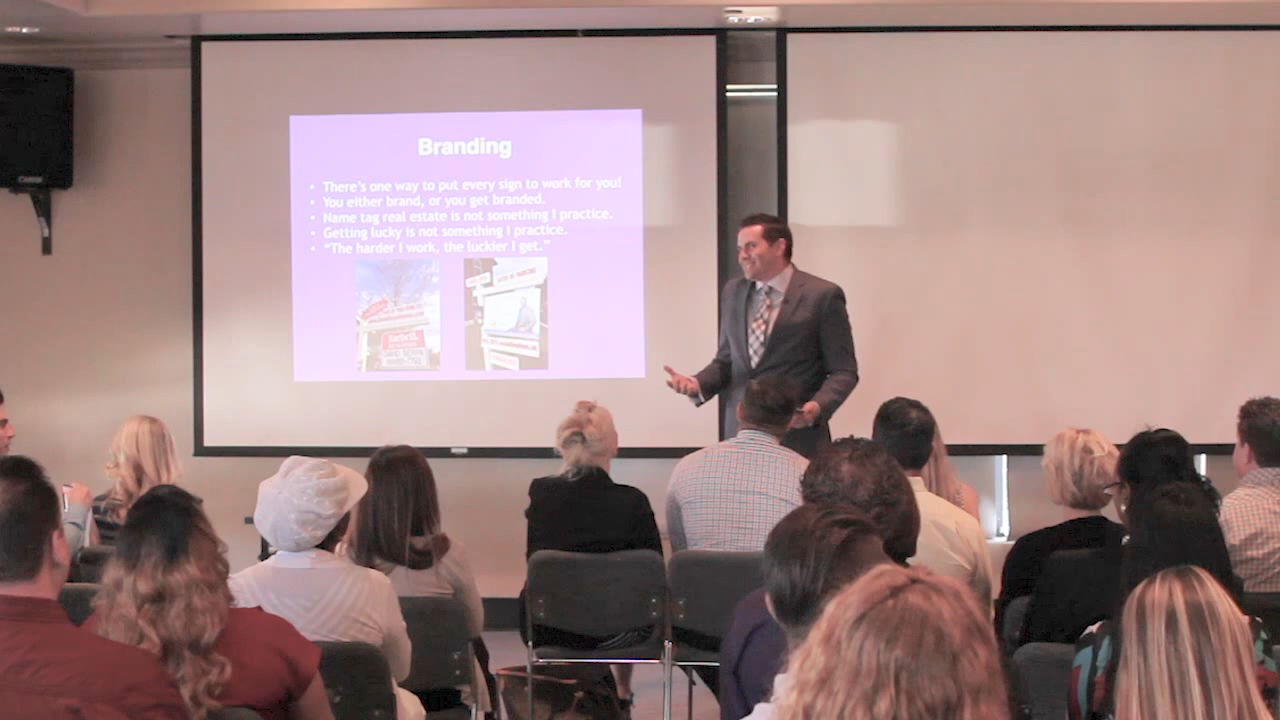 Branding
• There's one way to put every sign to work for you!
• You either brand, or you get branded.
• Name tag real estate is not something I practice.
• Getting lucky is not something I practice.
• “The harder I work, the luckier I get.”